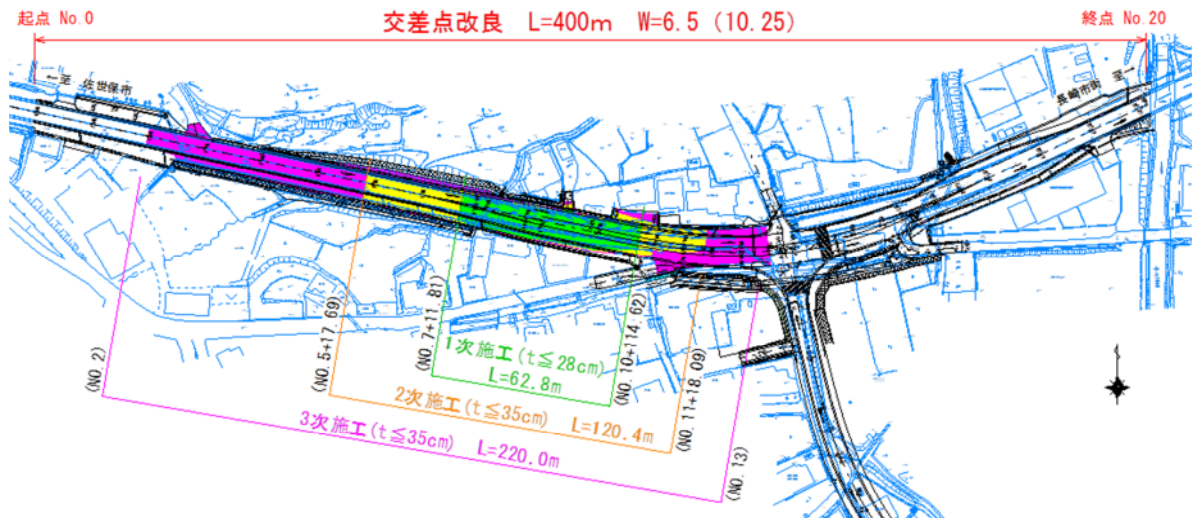 起点 No.0
交差点改良 L=400m W=6.5 (10.25)
終点 No.20
←至 佐世保市
長崎市街 至→
(NO.2)
(NO.5+17.69)
(NO.7+11.81)
1次施工(t≦28cm)
L=62.8m
(NO.10+114.62)
2次施工(t≦35cm) L=120.4m
(NO.11+18.09)
3次施工(t≦35cm) L=220.0m
(NO.13)